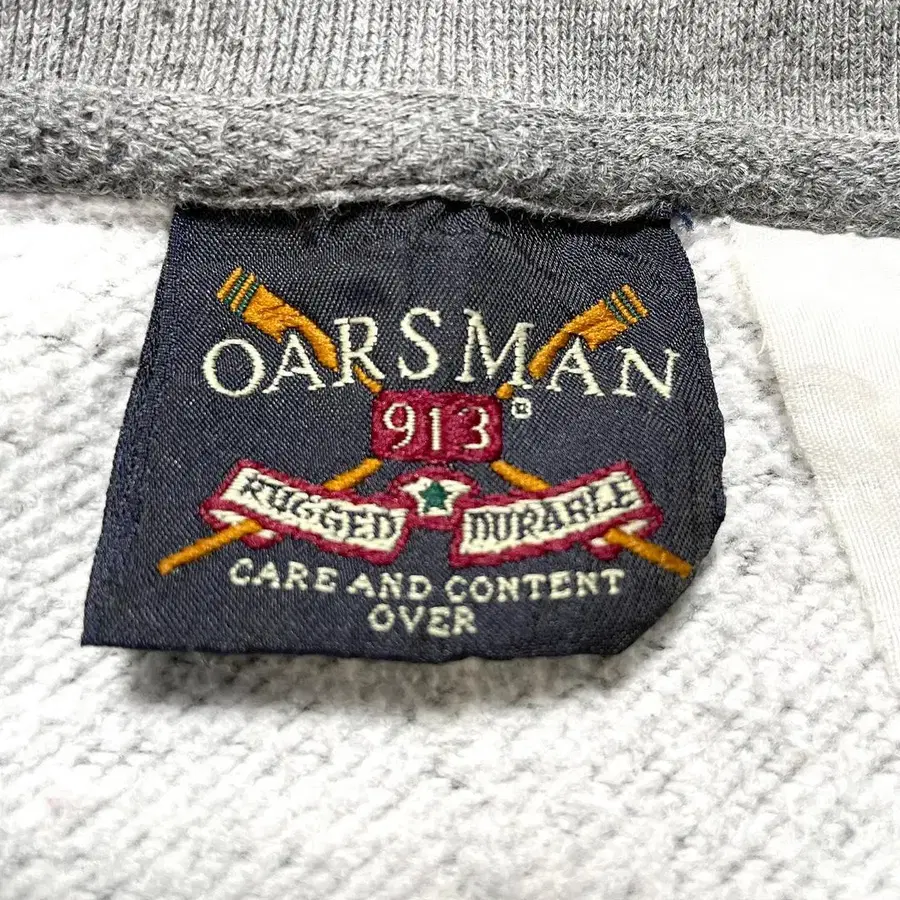 OARSMAN
913
RUGGED DURABLE
CARE AND CONTENT
OVER